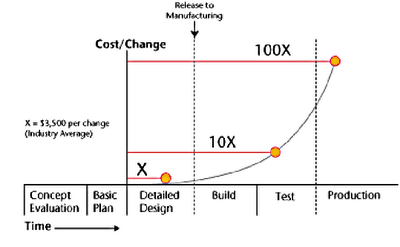 Release to
Manufacturing
Cost/Change
100X
X = $3,500 per change
(Industry Average)
10X
X
Concept
Evaluation
Basic
Plan
Detailed
Design
Build
Test
Production
Time